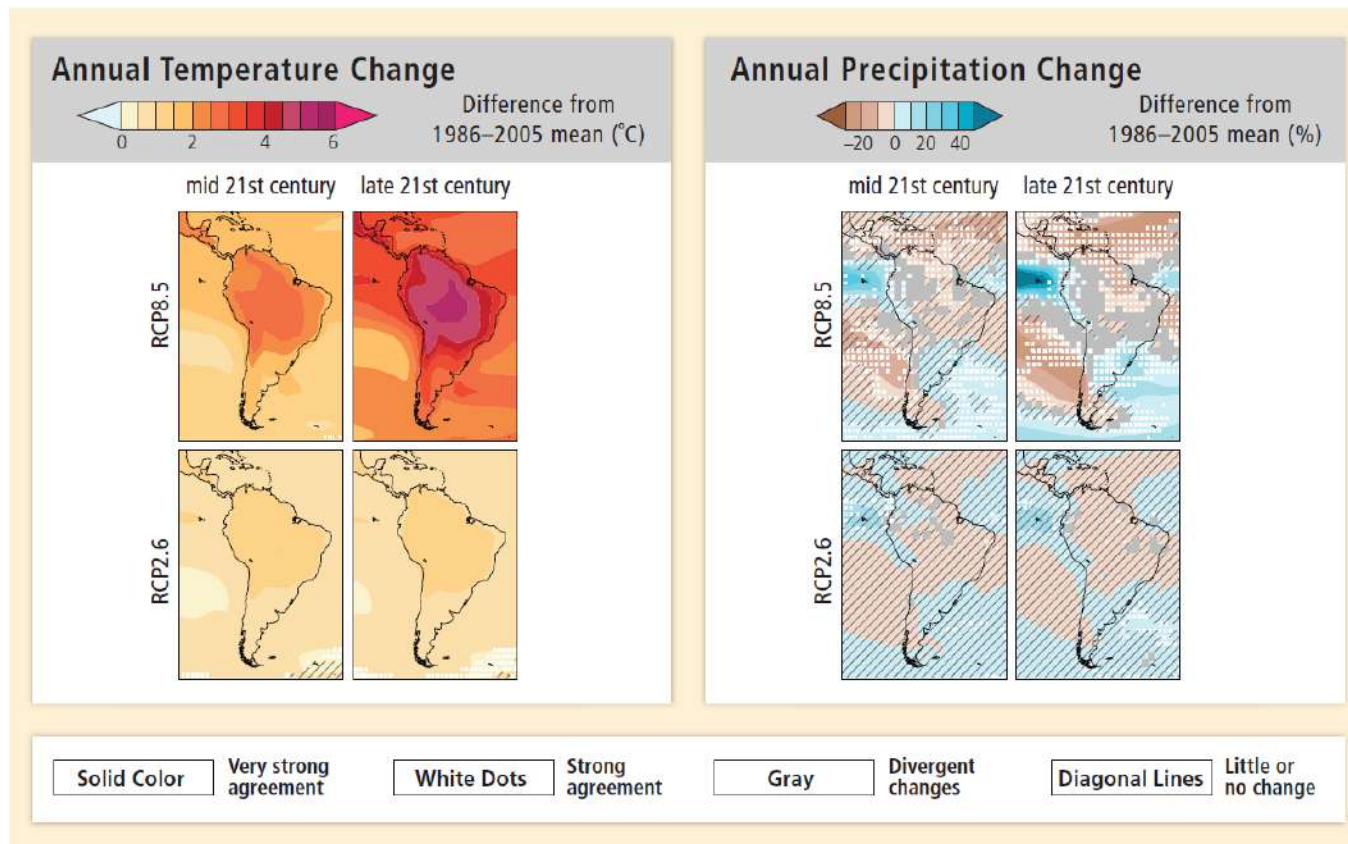 Annual Temperature Change
Difference from
1986–2005 mean (°C)
0 2 4 6
mid 21st century late 21st century
RCP8.5
RCP2.6
Annual Precipitation Change
Difference from
1986–2005 mean (%)
–20 0 20 40
mid 21st century late 21st century
RCP8.5
RCP2.6
Solid Color
Very strong
agreement
White Dots
Strong
agreement
Gray
Divergent
changes
Diagonal Lines
Little or
no change